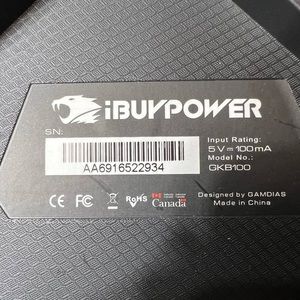 iBUYPOWER
SN:
AA6916522934
Input Rating:
5V⎓100mA
Model No.:
GKB100
CE FC RoHS Canada
Designed by GAMDIAS
Made in China